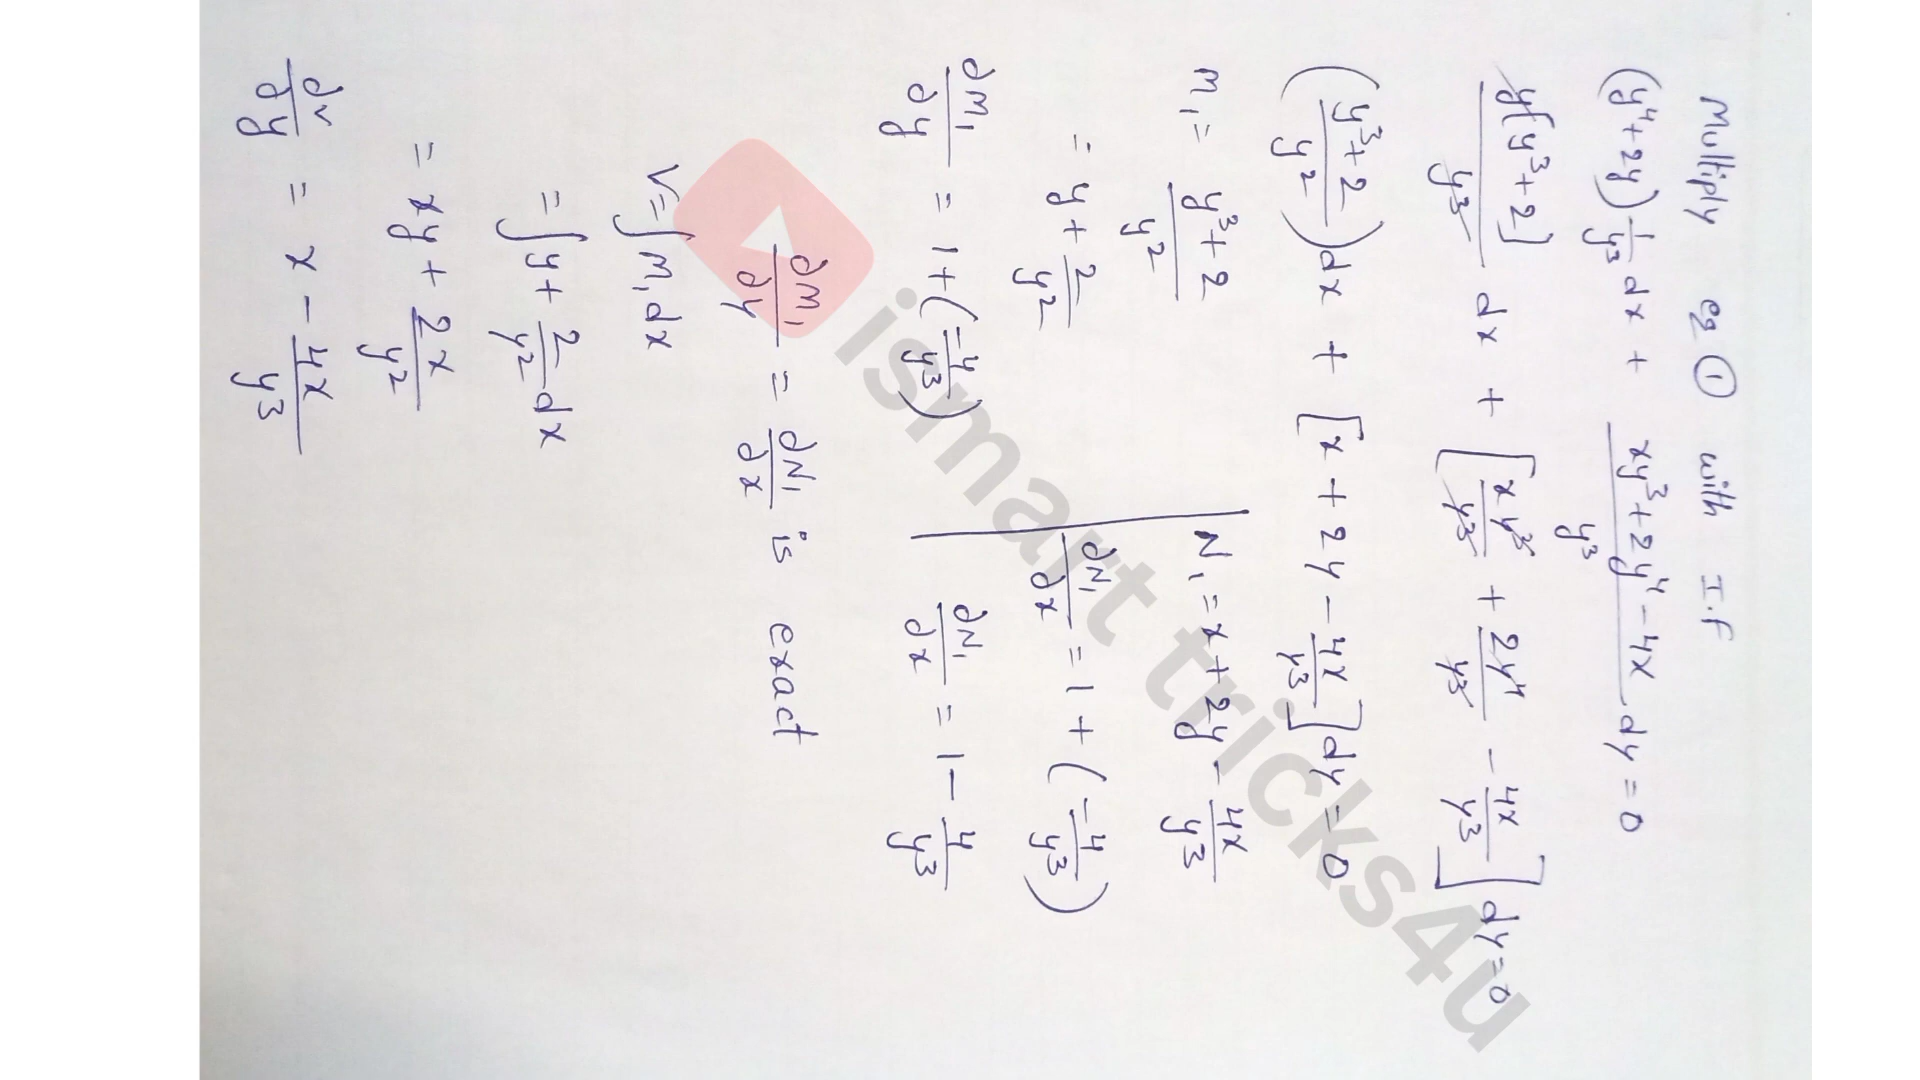 Multiply eq ① with I.F
(y⁴+2y) 1/y³ dx + (xy³+2y⁴-4x)/y³ dy = 0
y[y³+2]/y³ dx + [xy³/y³ + 2y⁴/y³ - 4x/y³] dy = 0
((y³+2)/y²) dx + [x + 2y - 4x/y³] dy = 0
M₁ = (y³+2)/y²
= y + 2/y²
∂M₁/∂y = 1 + (-4/y³)
N₁ = x + 2y - 4x/y³
∂N₁/∂x = 1 + (-4/y³)
∂N₁/∂x = 1 - 4/y³
∂M₁/∂y = ∂N₁/∂x is exact
V = ∫ M₁ dx
= ∫ y + 2/y² dx
= xy + 2x/y²
∂v/∂y = x - 4x/y³
ismart tricks4u